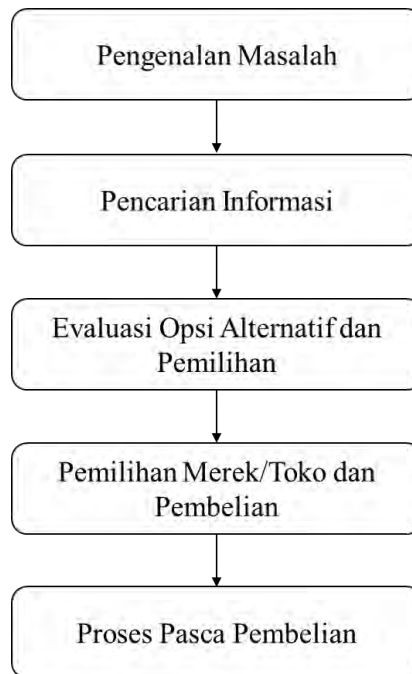 Pengenalan Masalah
Pencarian Informasi
Evaluasi Opsi Alternatif dan
Pemilihan
Pemilihan Merek/Toko dan
Pembelian
Proses Pasca Pembelian